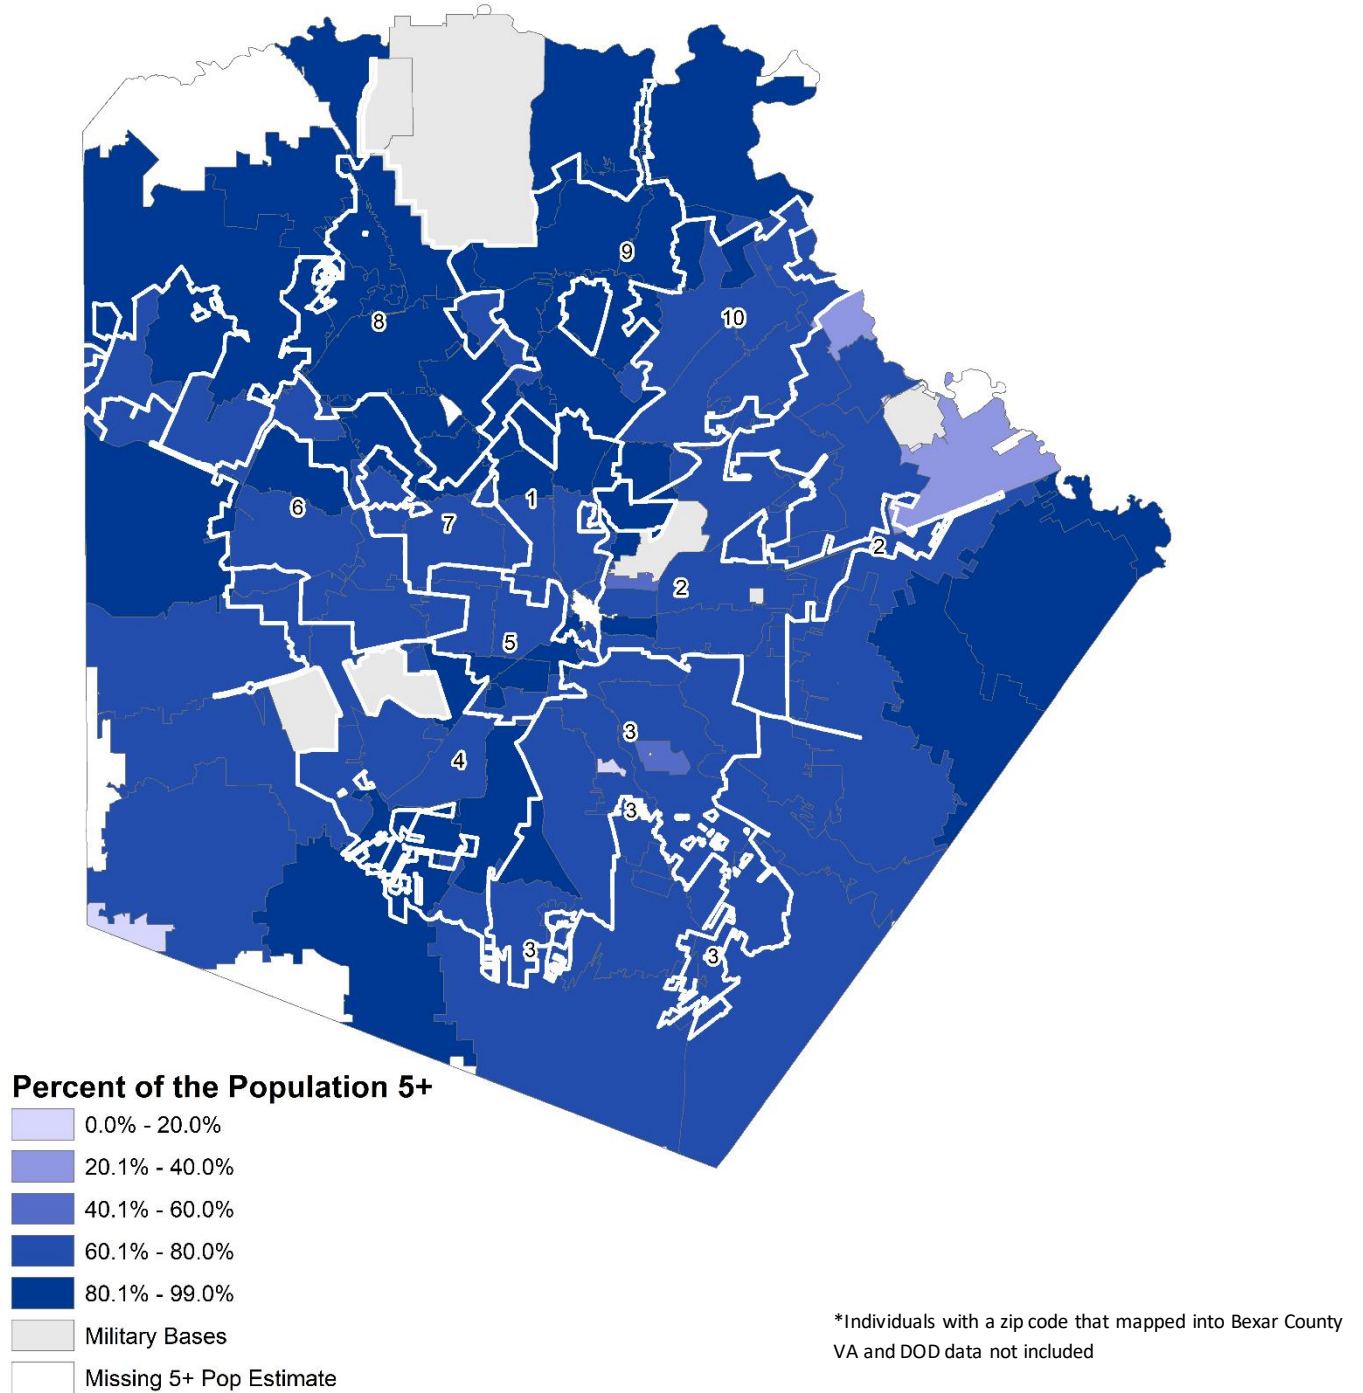 9
10
8
1
6
7
2
2
5
3
4
3
3
3
Percent of the Population 5+
0.0% - 20.0%
20.1% - 40.0%
40.1% - 60.0%
60.1% - 80.0%
80.1% - 99.0%
Military Bases
Missing 5+ Pop Estimate
*Individuals with a zip code that mapped into Bexar County
VA and DOD data not included